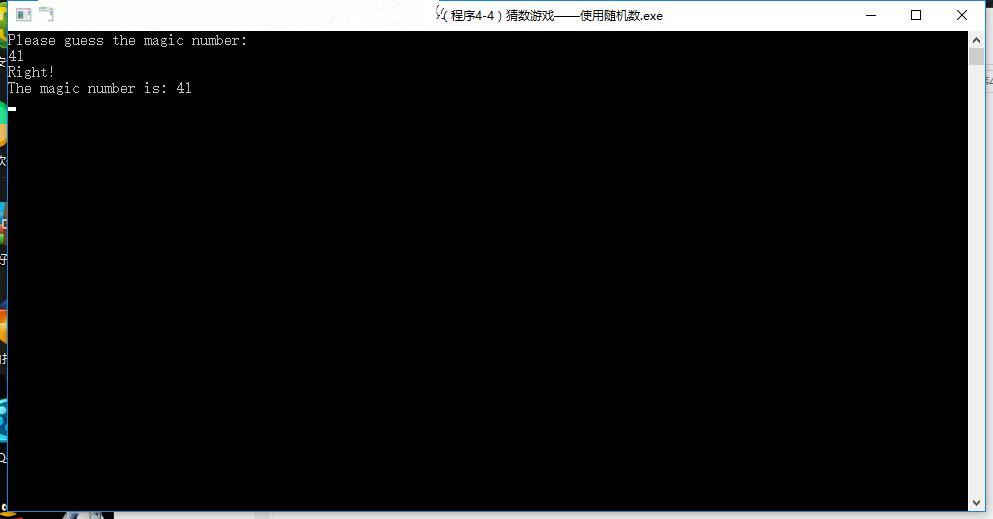 （程序4-4）猜数游戏——使用随机数.exe
Please guess the magic number:
41
Right!
The magic number is: 41